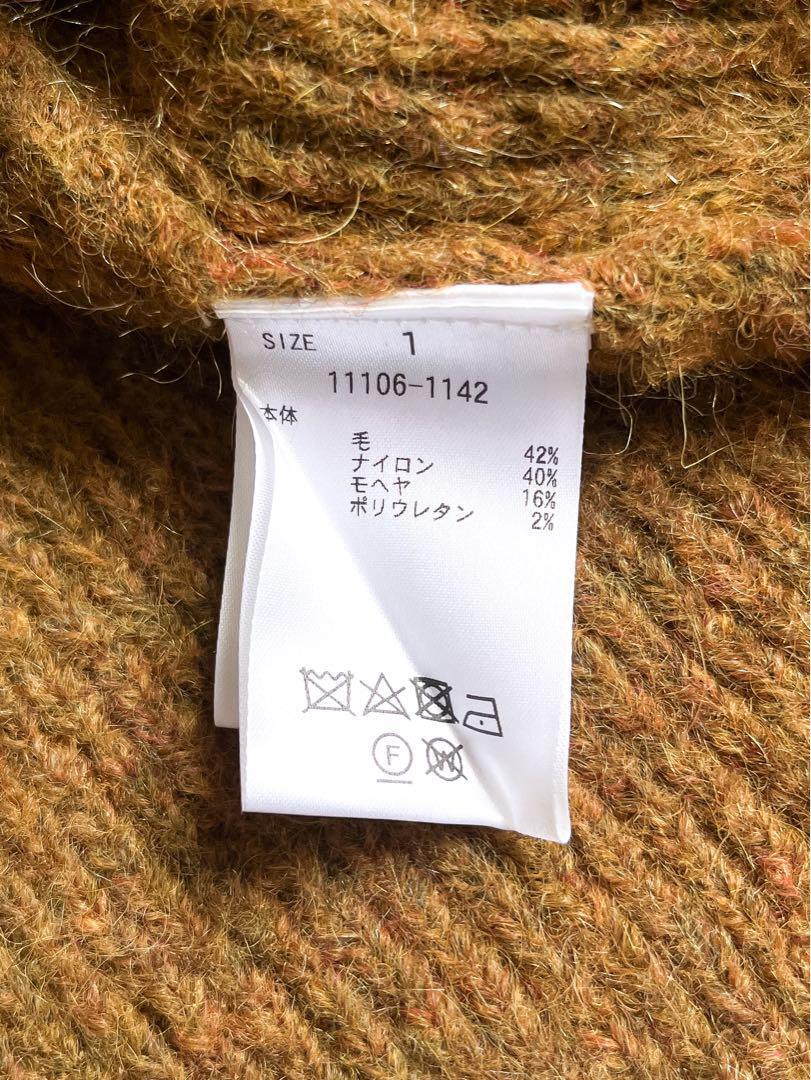 SIZE 1
11106-1142
本体
毛 42%
ナイロン 40%
モヘヤ 16%
ポリウレタン 2%
F W